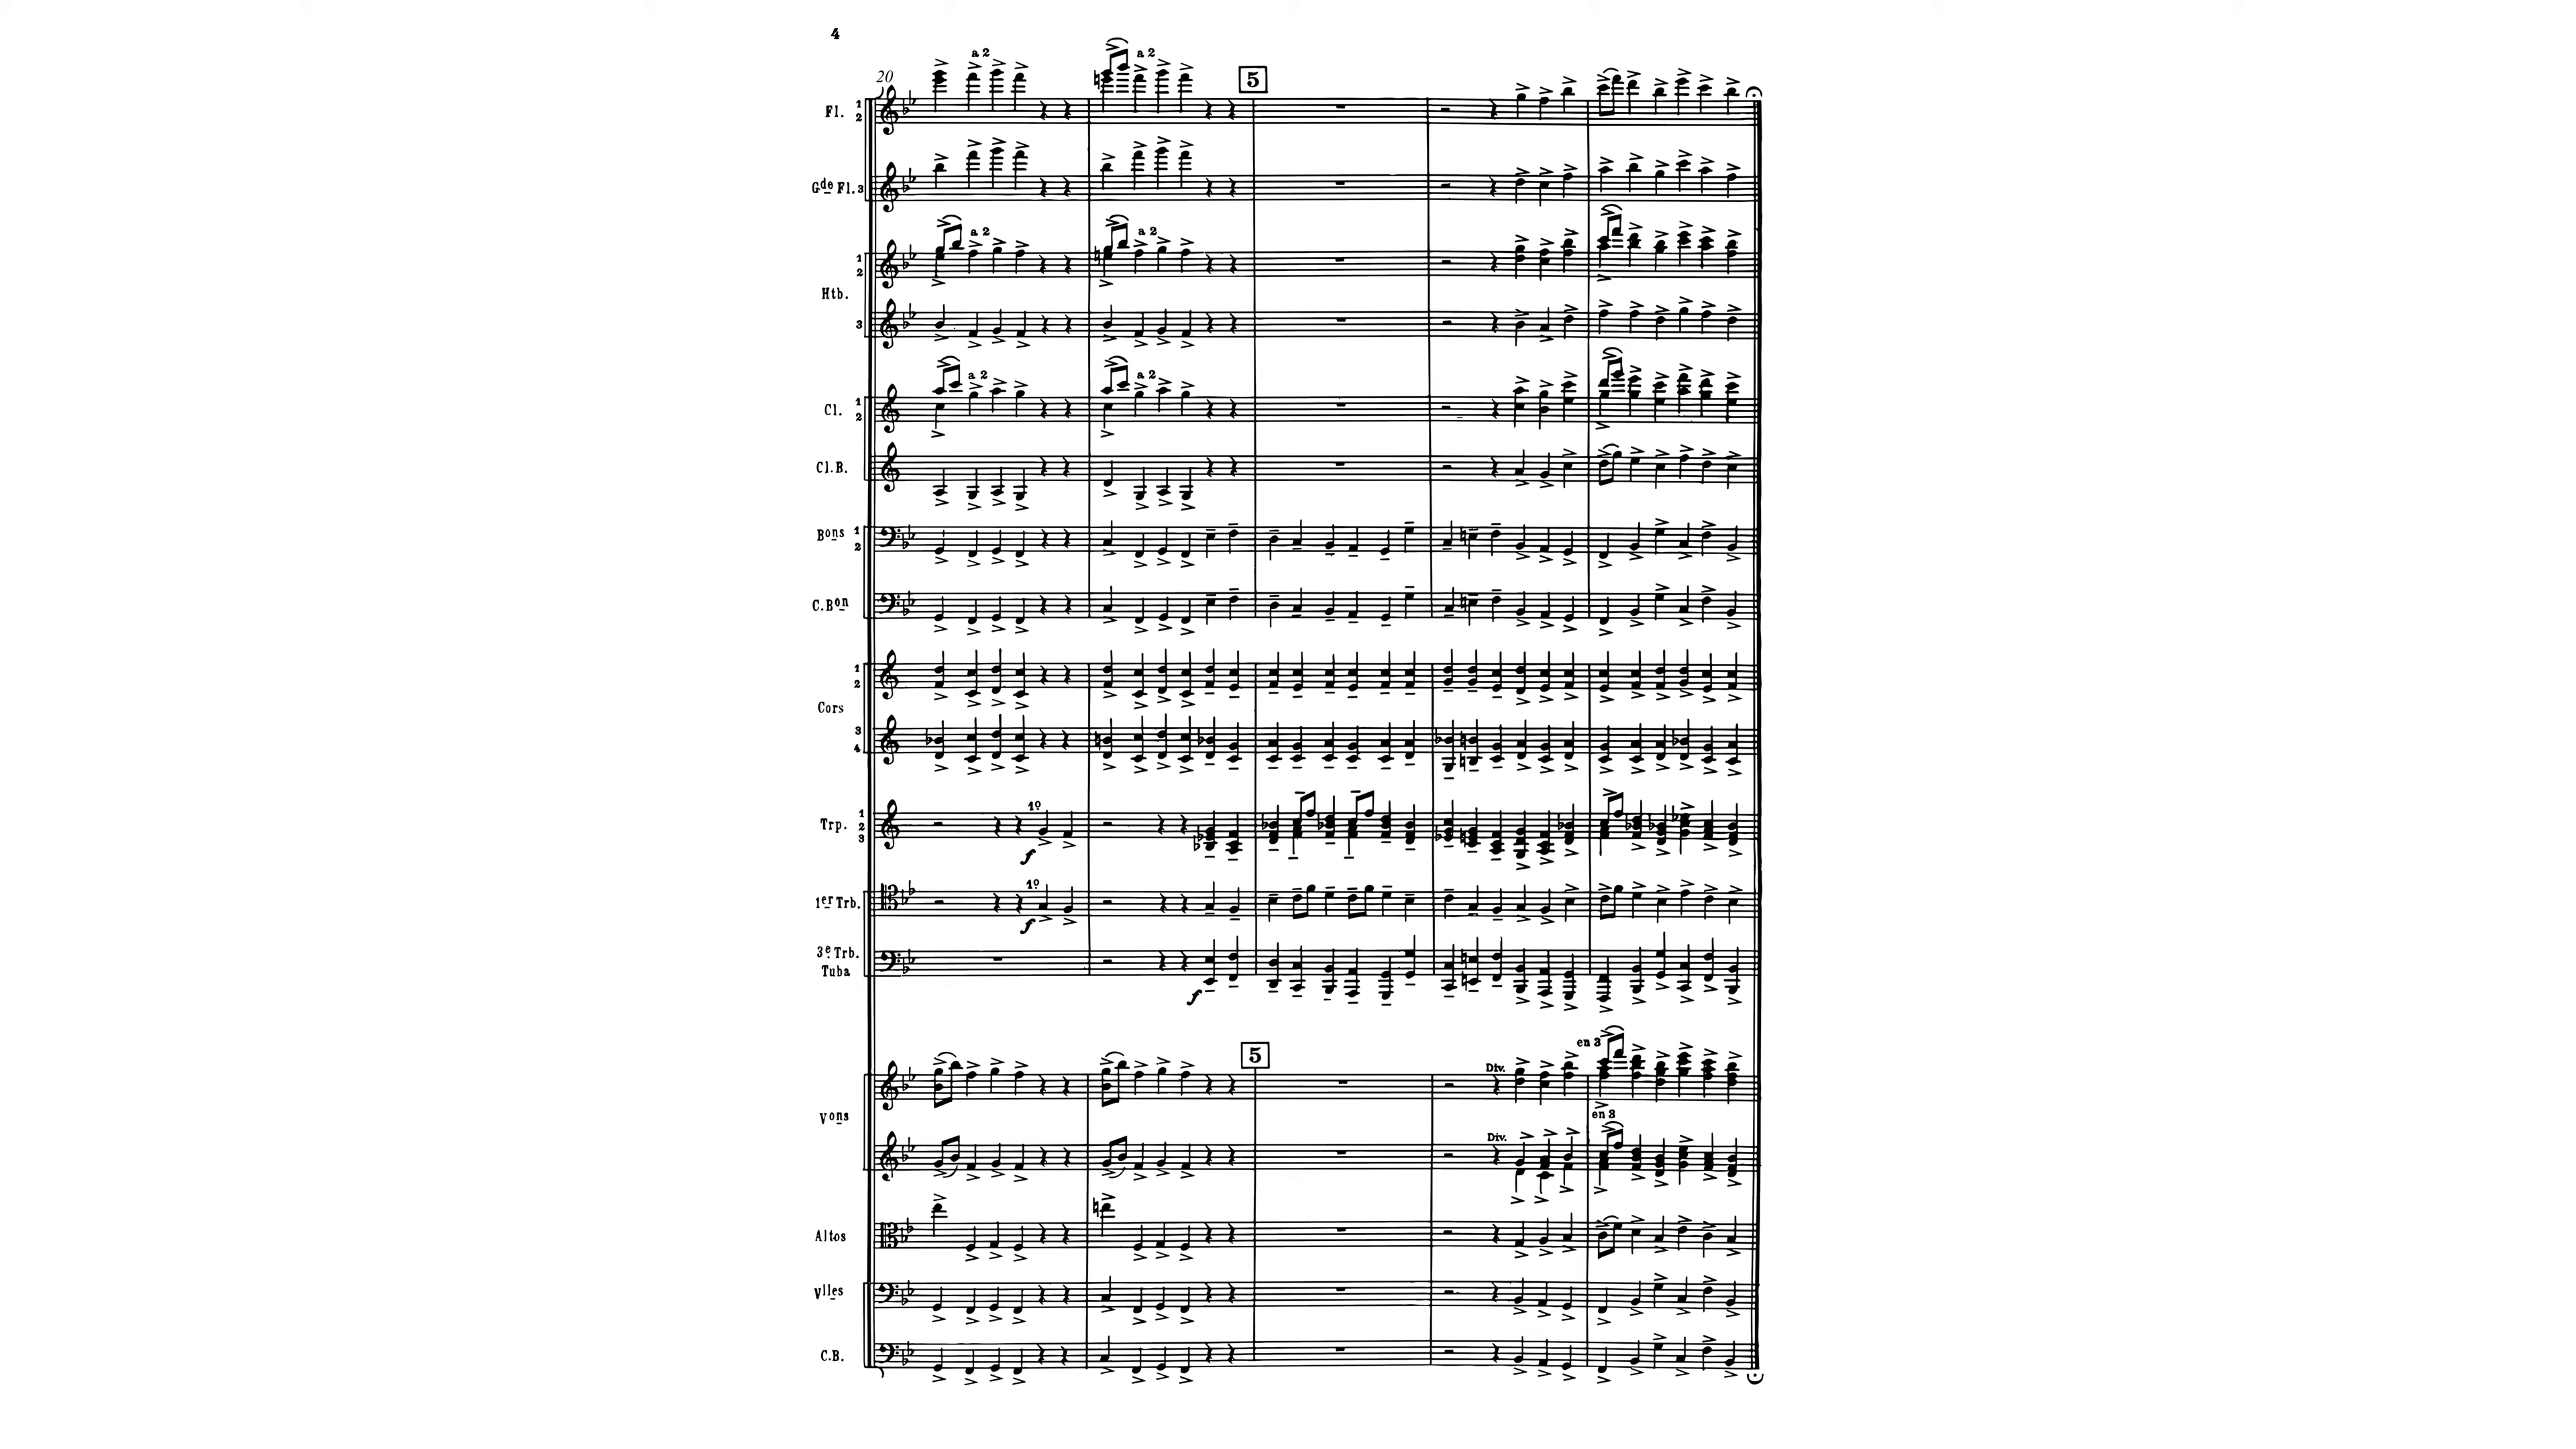 4
20
a 2
a 2
5
Fl. 1 2
Gde Fl. 3
a 2
a 2
1 2
Htb.
3
a 2
a 2
Cl. 1 2
Cl.B.
Bons 1 2
C.Bon
1 2
Cors
3 4
1o
Trp. 1 2 3
f
1o
1er Trb.
f
3e Trb.
Tuba
f
5
en 3
Div.
Vons
en 3
Div.
Altos
Vlles
C.B.